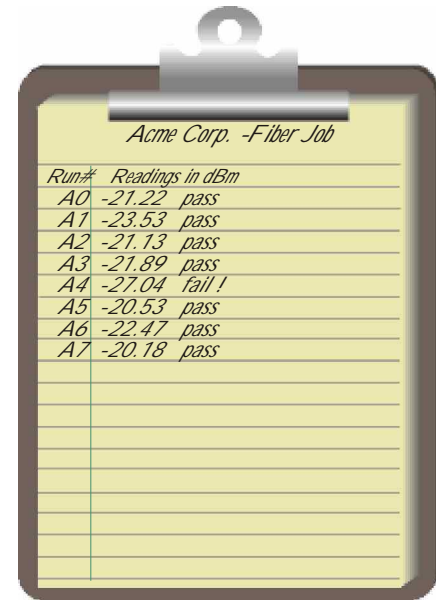 Acme Corp. -Fiber Job
Run# Readings in dBm
A0 -21.22 pass
A1 -23.53 pass
A2 -21.13 pass
A3 -21.89 pass
A4 -27.04 fail !
A5 -20.53 pass
A6 -22.47 pass
A7 -20.18 pass